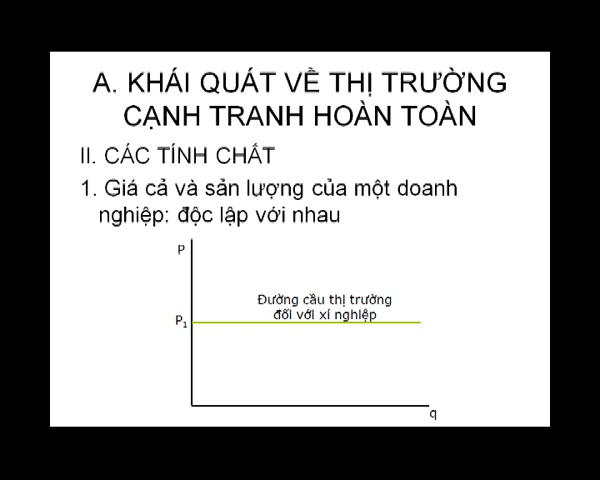 A. KHÁI QUÁT VỀ THỊ TRƯỜNG
CẠNH TRANH HOÀN TOÀN
II. CÁC TÍNH CHẤT
1. Giá cả và sản lượng của một doanh
nghiệp: độc lập với nhau
P
Đường cầu thị trường
đối với xí nghiệp
P1
q